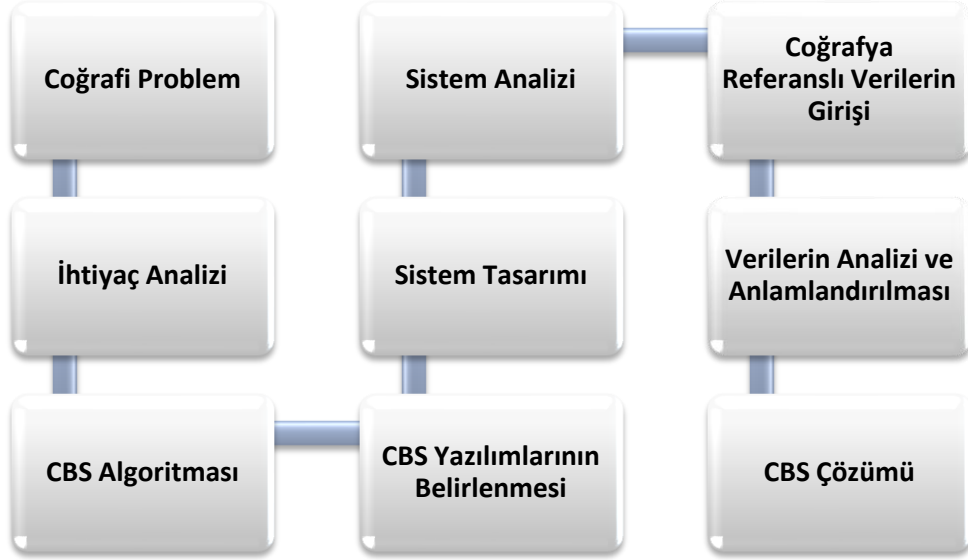 Coğrafi Problem
İhtiyaç Analizi
CBS Algoritması
CBS Yazılımlarının
Belirlenmesi
Sistem Tasarımı
Sistem Analizi
Coğrafya
Referanslı Verilerin
Girişi
Verilerin Analizi ve
Anlamlandırılması
CBS Çözümü